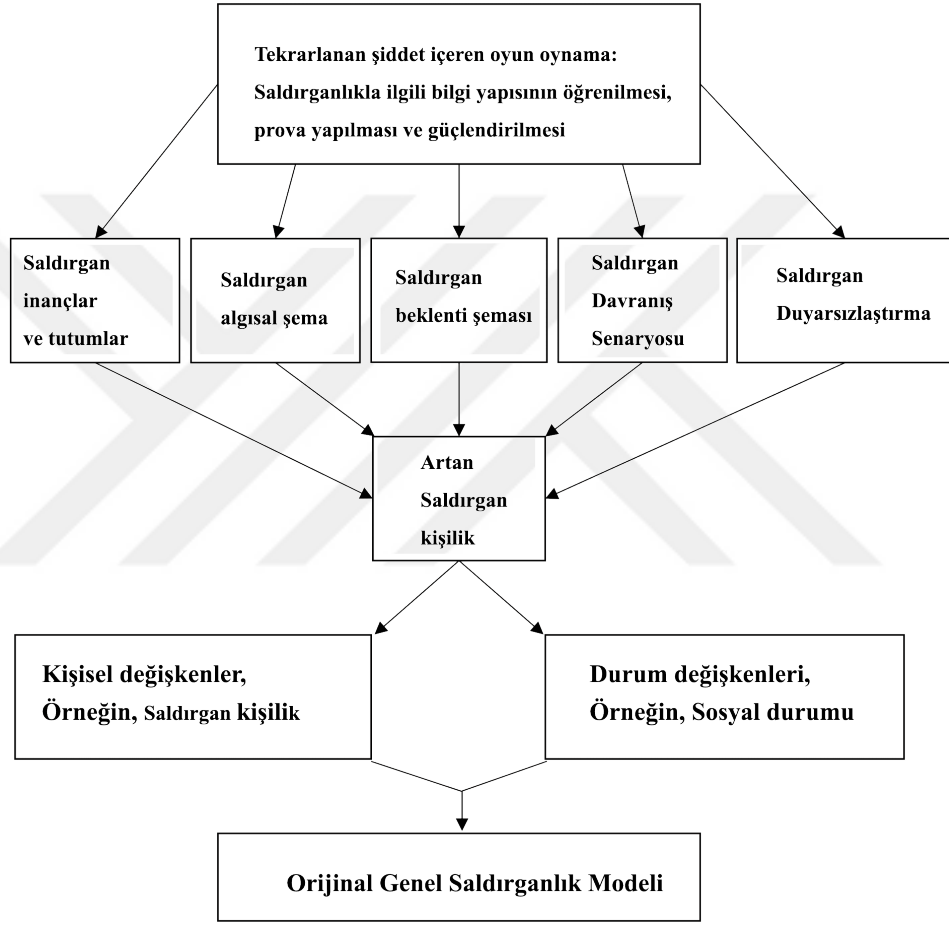 Tekrarlanan şiddet içeren oyun oynama:
Saldırganlıkla ilgili bilgi yapısının öğrenilmesi,
prova yapılması ve güçlendirilmesi
Saldırgan
inançlar
ve tutumlar
Saldırgan
algısal şema
Saldırgan
beklenti şeması
Saldırgan
Davranış
Senaryosu
Saldırgan
Duyarsızlaştırma
Artan
Saldırgan
kişilik
Kişisel değişkenler,
Örneğin, Saldırgan kişilik
Durum değişkenleri,
Örneğin, Sosyal durumu
Orijinal Genel Saldırganlık Modeli